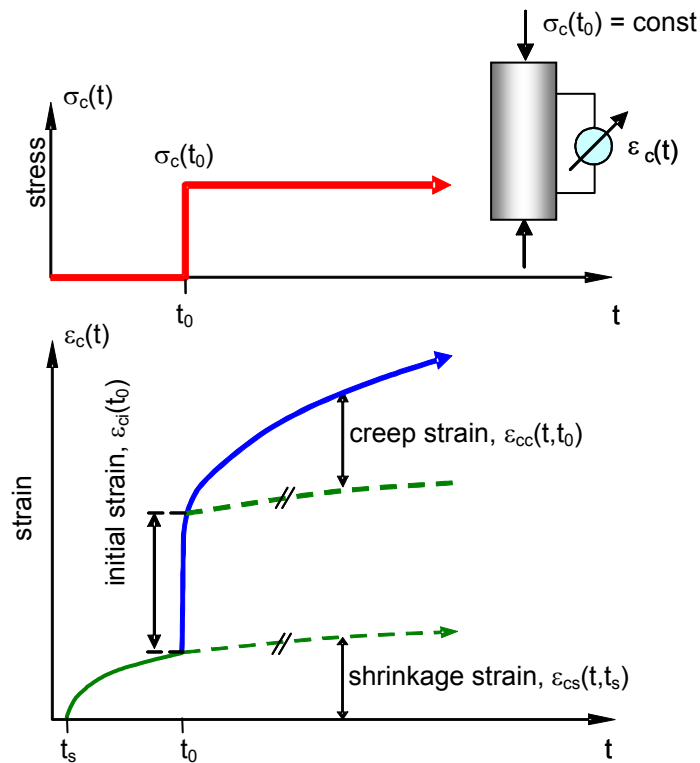 σc(t0) = const
σc(t)
σc(t0)
εc(t)
stress
t0
t
εc(t)
initial strain, εci(t0)
creep strain, εcc(t,t0)
strain
shrinkage strain, εcs(t,ts)
ts
t0
t